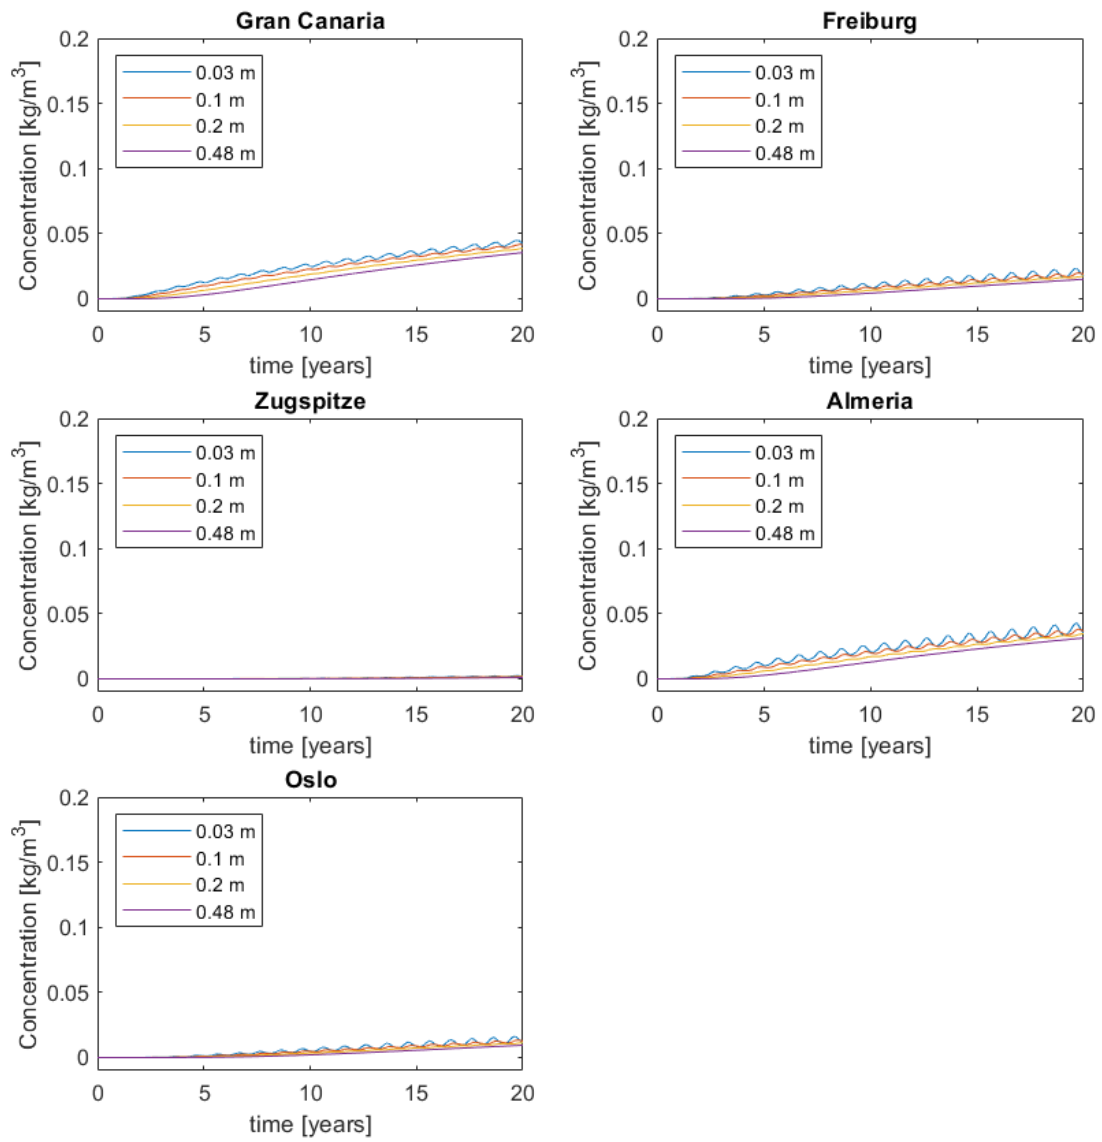 Gran Canaria
0.2
0.15
0.1
0.05
0
Concentration [kg/m³]
0.03 m
0.1 m
0.2 m
0.48 m
0 5 10 15 20
time [years]
Freiburg
0.2
0.15
0.1
0.05
0
Concentration [kg/m³]
0.03 m
0.1 m
0.2 m
0.48 m
0 5 10 15 20
time [years]
Zugspitze
0.2
0.15
0.1
0.05
0
Concentration [kg/m³]
0.03 m
0.1 m
0.2 m
0.48 m
0 5 10 15 20
time [years]
Almeria
0.2
0.15
0.1
0.05
0
Concentration [kg/m³]
0.03 m
0.1 m
0.2 m
0.48 m
0 5 10 15 20
time [years]
Oslo
0.2
0.15
0.1
0.05
0
Concentration [kg/m³]
0.03 m
0.1 m
0.2 m
0.48 m
0 5 10 15 20
time [years]